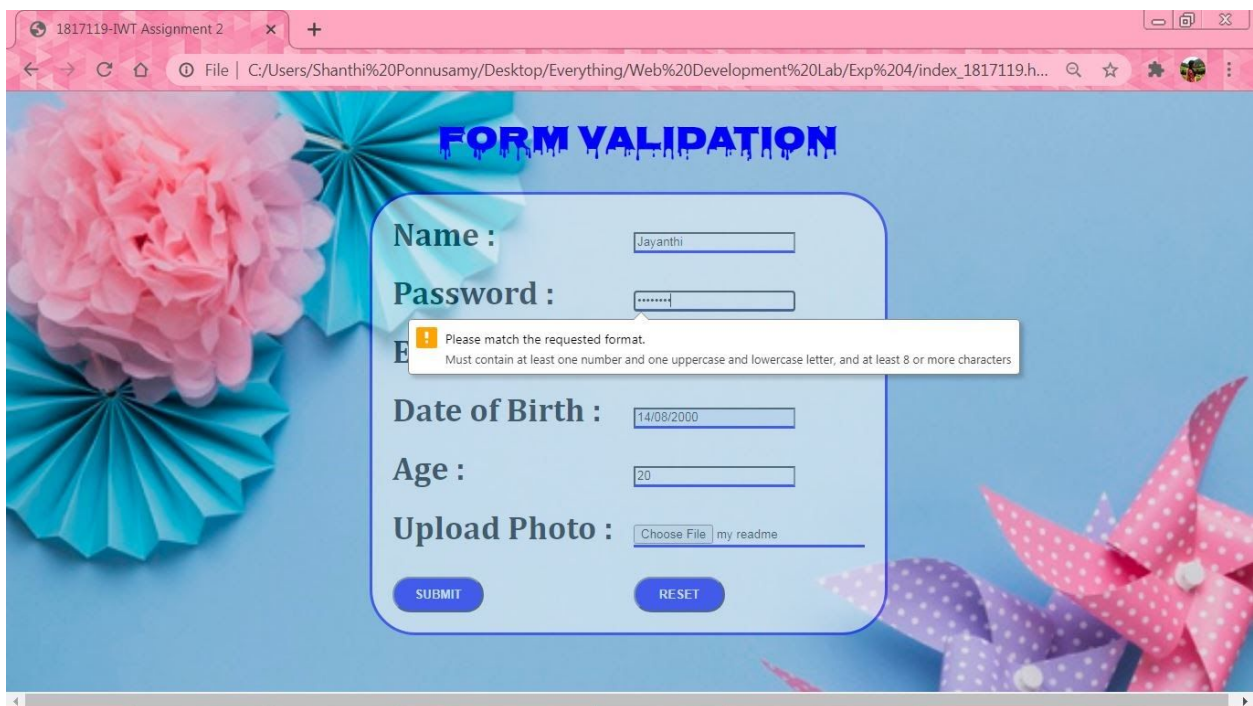 1817119-IWT Assignment 2
File | C:/Users/Shanthi%20Ponnusamy/Desktop/Everything/Web%20Development%20Lab/Exp%204/index_1817119.h...
FORM VALIDATION
Name : Jayanthi
Password : ••••••••
Please match the requested format.
E
Must contain at least one number and one uppercase and lowercase letter, and at least 8 or more characters
Date of Birth : 14/08/2000
Age : 20
Upload Photo : Choose File my readme
SUBMIT RESET